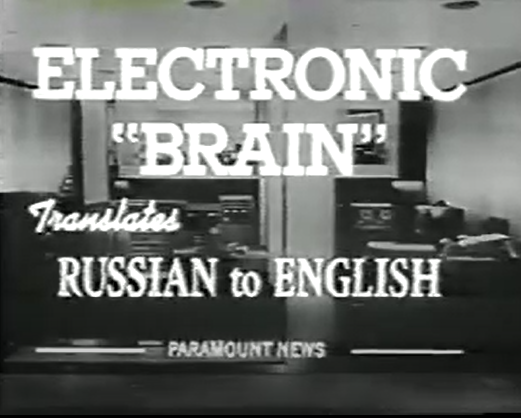 ELECTRONIC
“BRAIN”
Translates
RUSSIAN to ENGLISH
PARAMOUNT NEWS